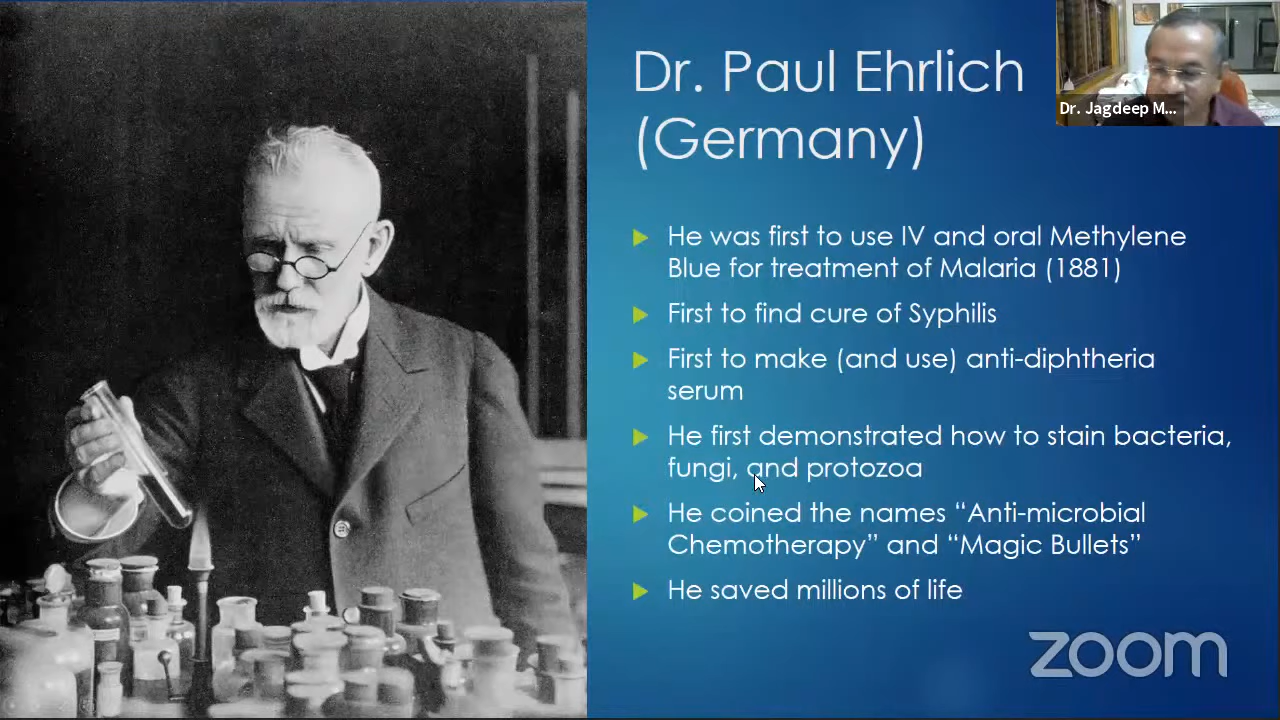 Dr. Paul Ehrlich
(Germany)
Dr. Jagdeep M...
He was first to use IV and oral Methylene
Blue for treatment of Malaria (1881)
First to find cure of Syphilis
First to make (and use) anti-diphtheria
serum
He first demonstrated how to stain bacteria,
fungi, and protozoa
He coined the names “Anti-microbial
Chemotherapy” and “Magic Bullets”
He saved millions of life
zoom